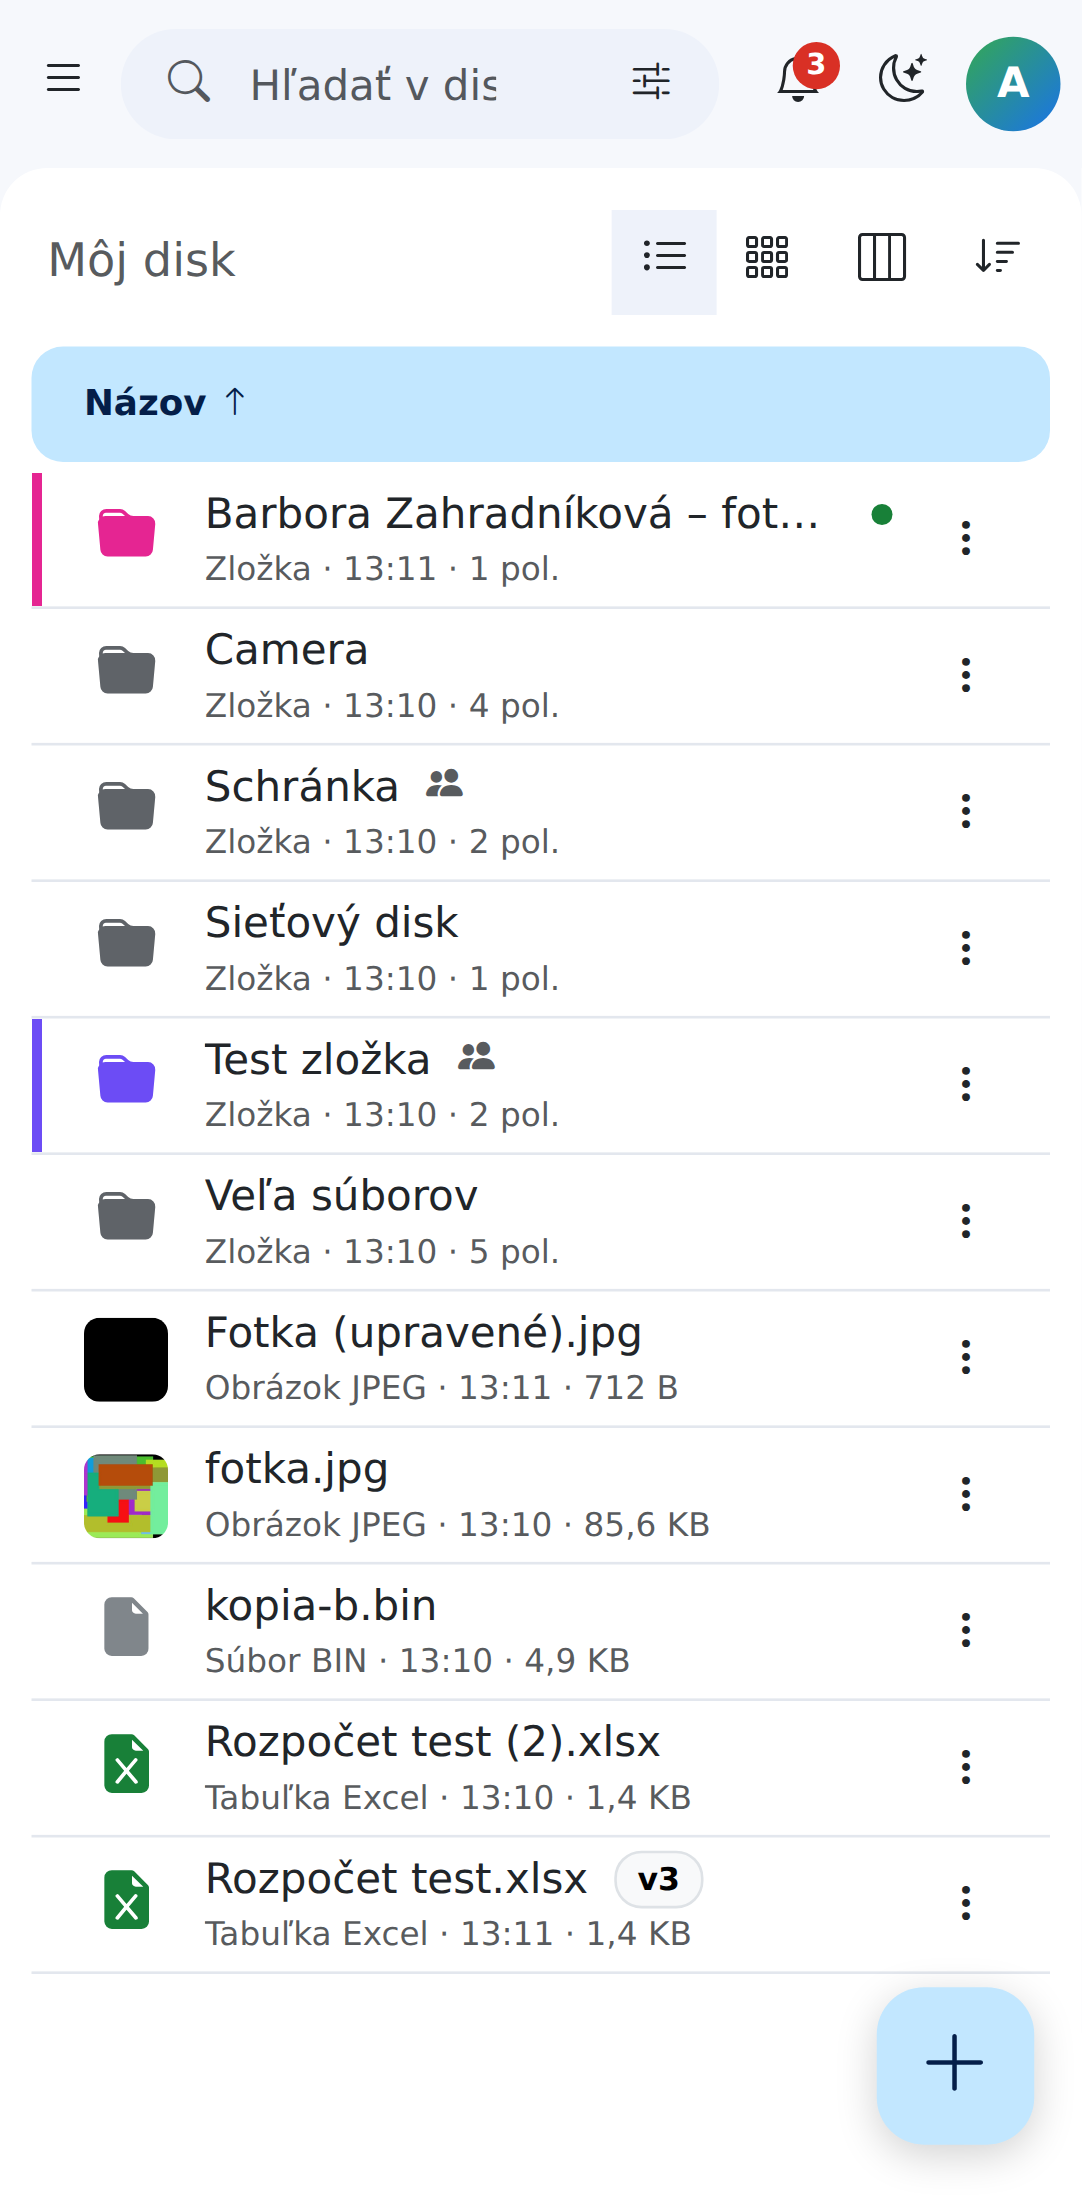 Hľadať v dis
3
A
Môj disk
Názov ↑
Barbora Zahradníková – fot…
Zložka · 13:11 · 1 pol.
Camera
Zložka · 13:10 · 4 pol.
Schránka
Zložka · 13:10 · 2 pol.
Sieťový disk
Zložka · 13:10 · 1 pol.
Test zložka
Zložka · 13:10 · 2 pol.
Veľa súborov
Zložka · 13:10 · 5 pol.
Fotka (upravené).jpg
Obrázok JPEG · 13:11 · 712 B
fotka.jpg
Obrázok JPEG · 13:10 · 85,6 KB
kopia-b.bin
Súbor BIN · 13:10 · 4,9 KB
Rozpočet test (2).xlsx
Tabuľka Excel · 13:10 · 1,4 KB
Rozpočet test.xlsx v3
Tabuľka Excel · 13:11 · 1,4 KB